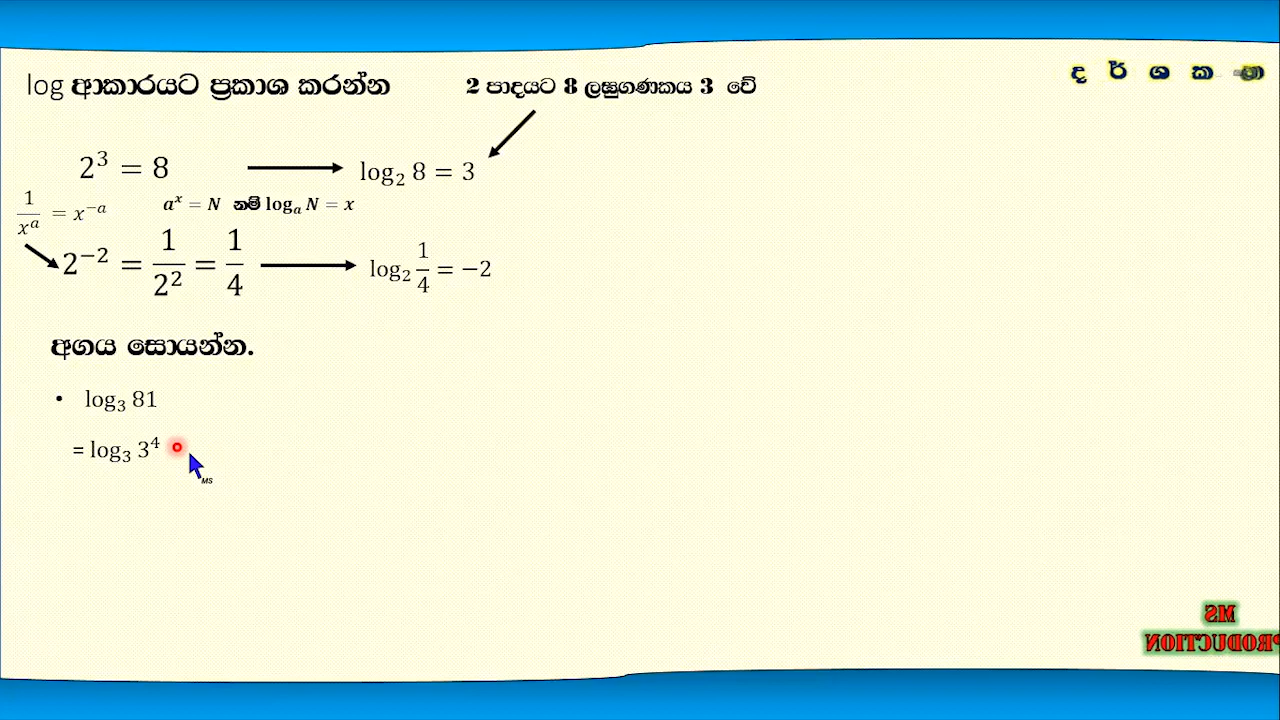 log ආකාරයට ප්‍රකාශ කරන්න
2 පාදයට 8 ලඝුගණකය 3 වේ
ද ර් ශ ක
2³ = 8 → log₂ 8 = 3
1/xᵃ = x⁻ᵃ
aˣ = N නම් logₐ N = x
2⁻² = 1/2² = 1/4 → log₂ 1/4 = −2
අගය සොයන්න.
• log₃ 81
= log₃ 3⁴
MS
MS
PRODUCTION